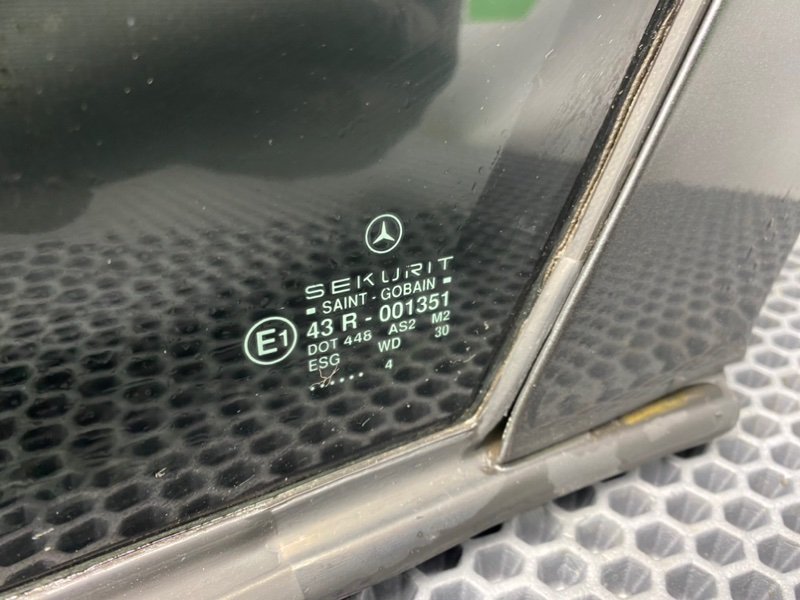 SEKURIT
▪ SAINT - GOBAIN ▪
E1 43 R - 001351
DOT 448 AS2 M2
ESG WD 30
...... 4